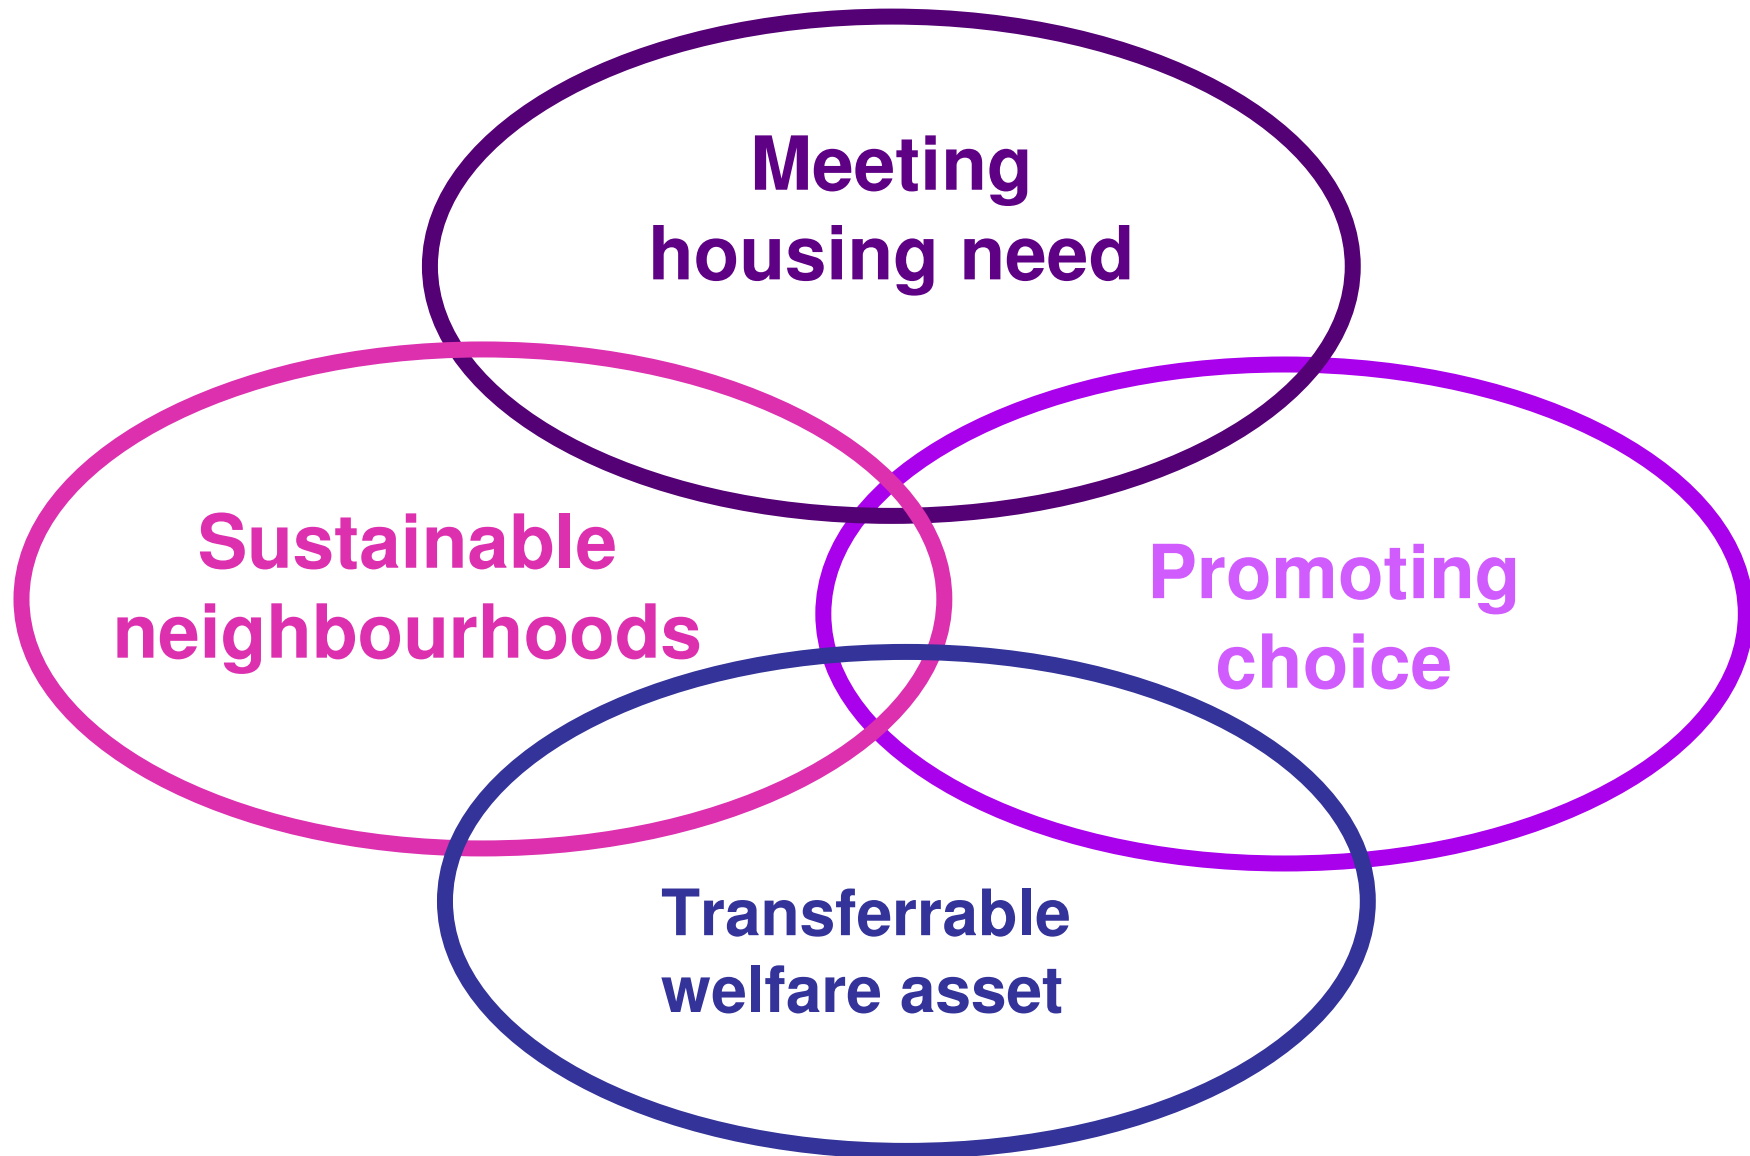 Meeting
housing need
Sustainable
neighbourhoods
Promoting
choice
Transferrable
welfare asset